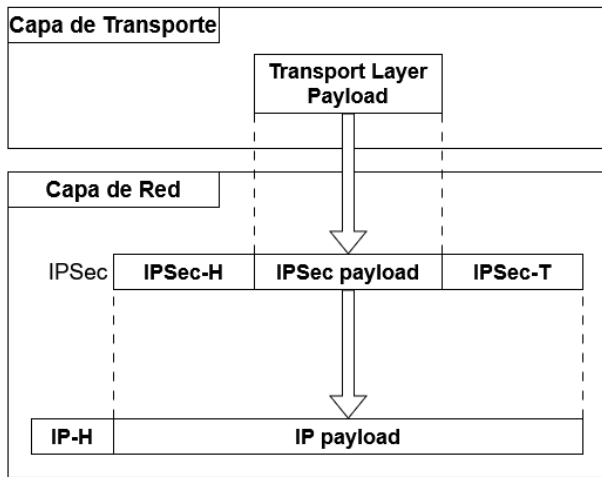 Capa de Transporte
Transport Layer
Payload
Capa de Red
IPSec IPSec-H IPSec payload IPSec-T
IP-H IP payload